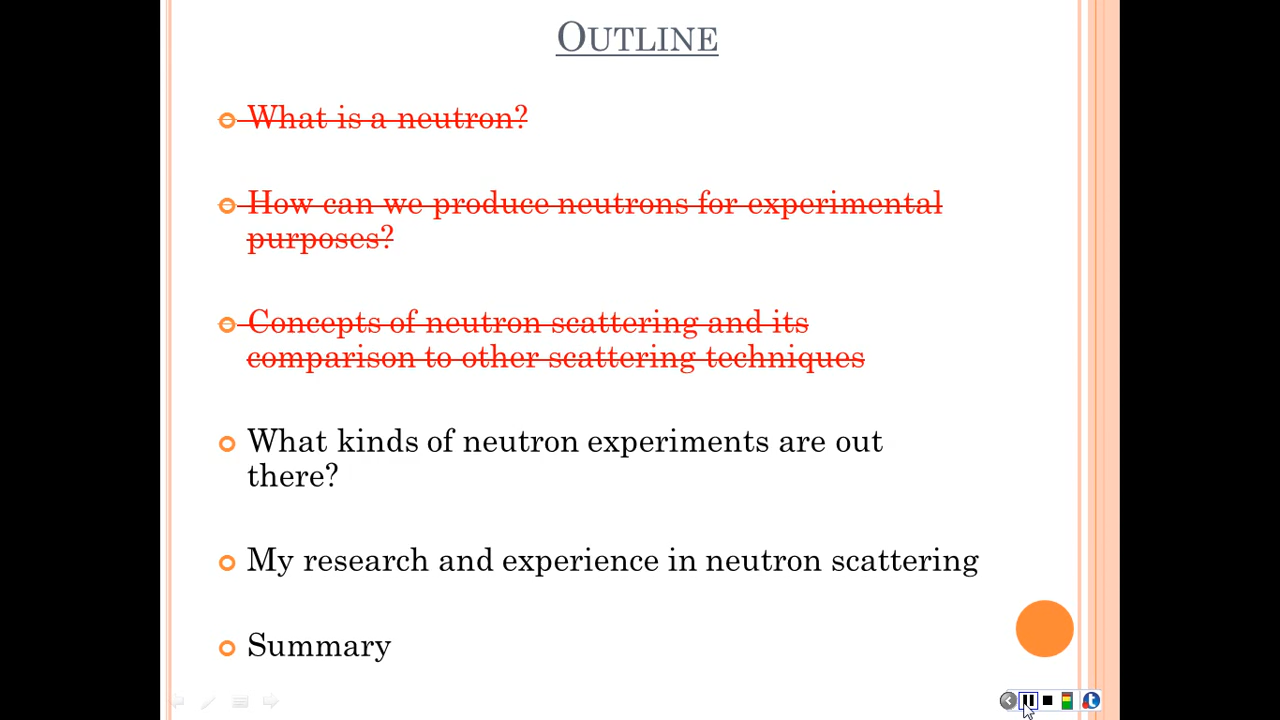 OUTLINE
What is a neutron?
How can we produce neutrons for experimental
purposes?
Concepts of neutron scattering and its
comparison to other scattering techniques
What kinds of neutron experiments are out
there?
My research and experience in neutron scattering
Summary